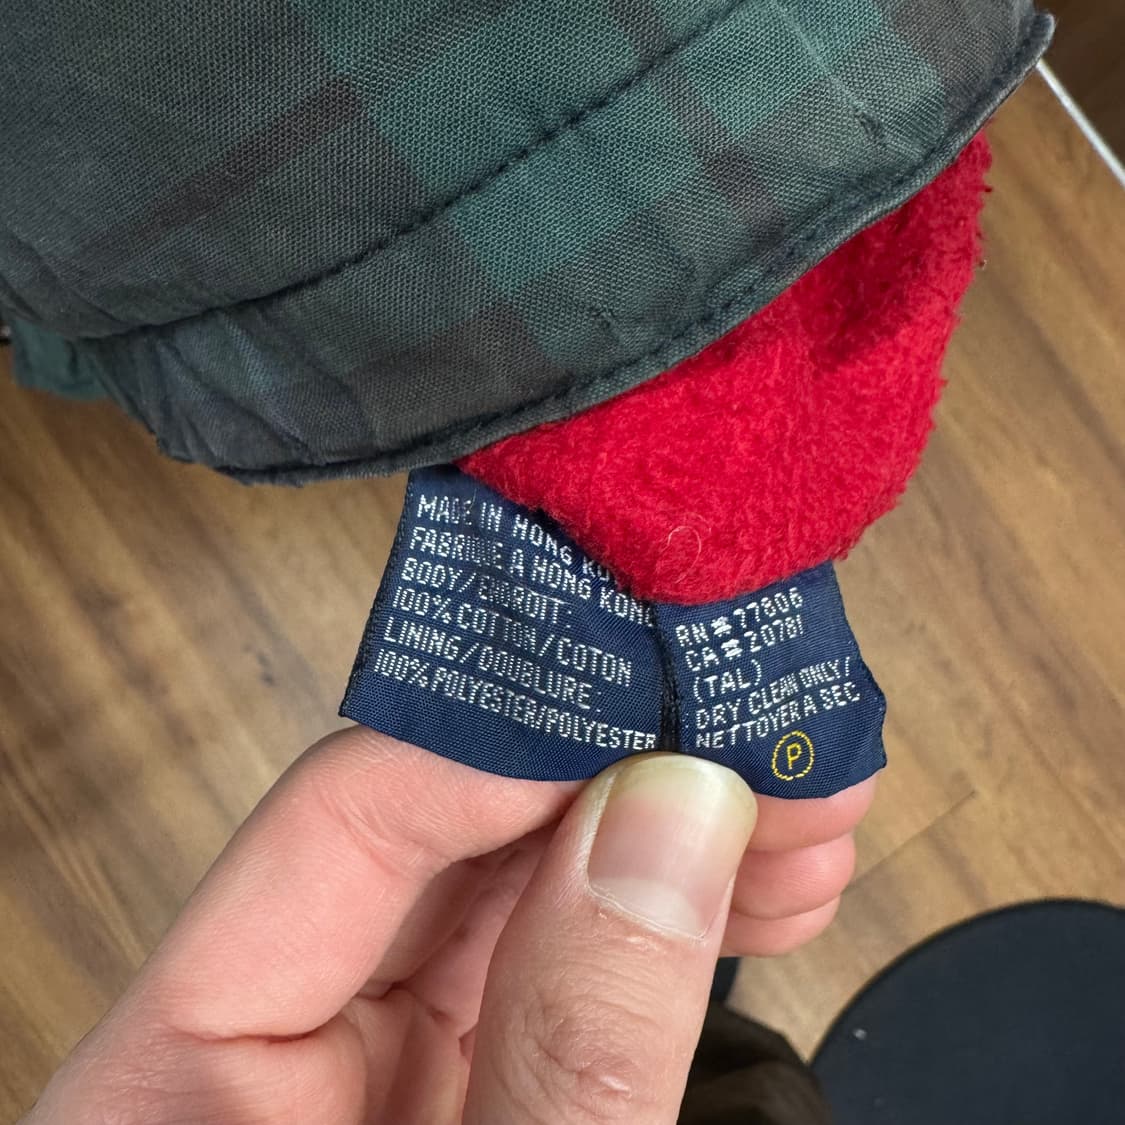 MADE IN HONG KO
FABRIQUE A HONG KONG
BODY/ENDROIT:
100% COTTON/COTON
LINING/DOUBLURE
100% POLYESTER/POLYESTER
RN# 77806
CA# 20781
(TAL)
DRY CLEAN ONLY/
NETTOYER A SEC
P